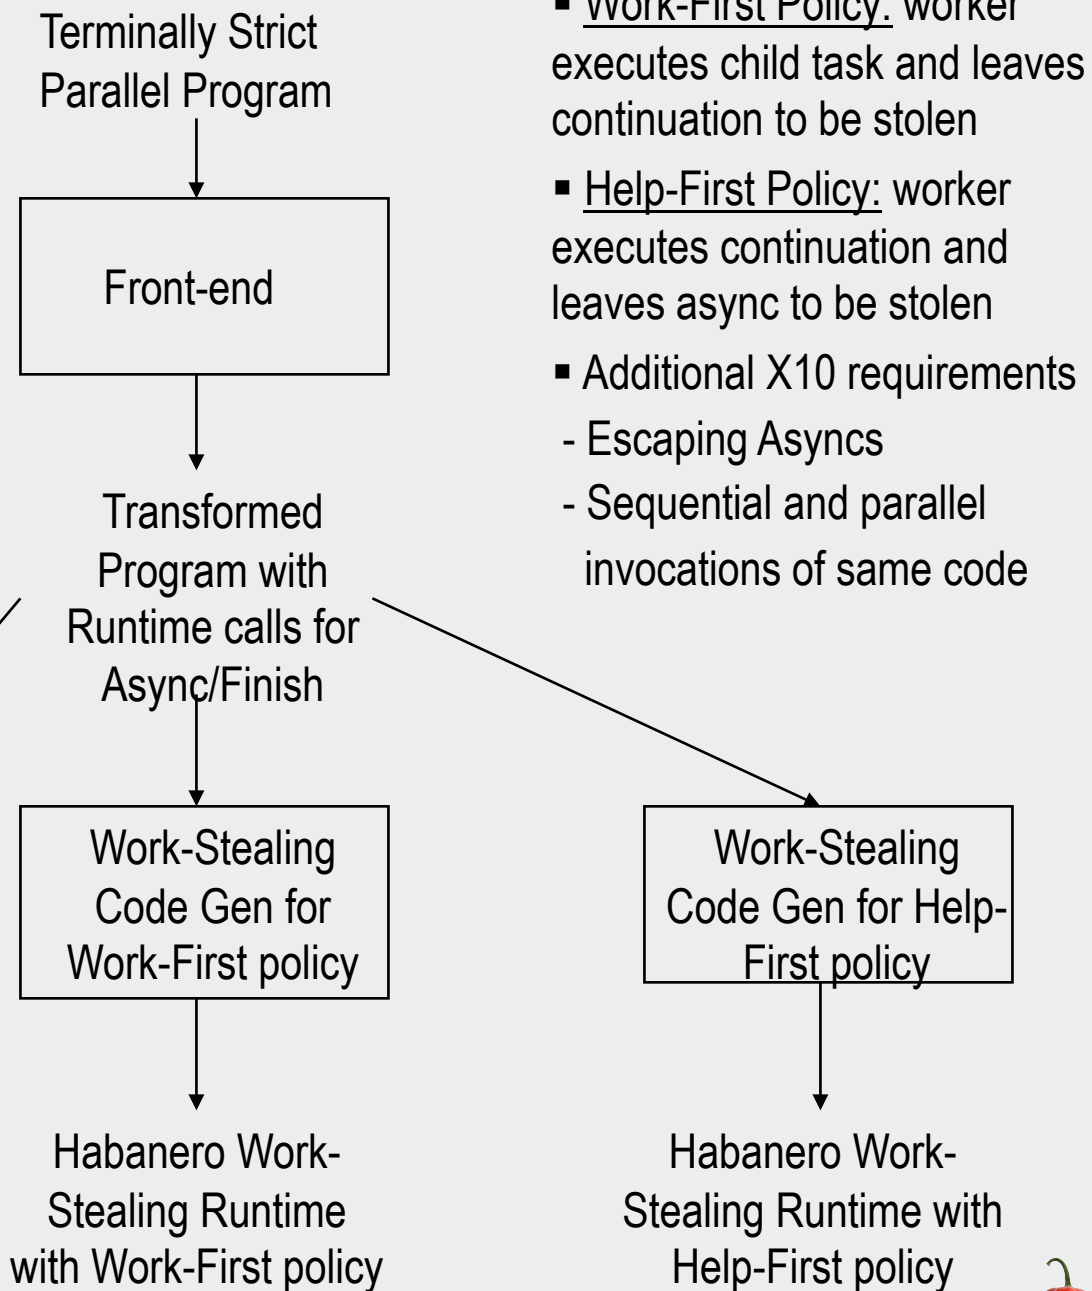 Terminally Strict
Parallel Program
Front-end
Transformed
Program with
Runtime calls for
Async/Finish
Work-Stealing
Code Gen for
Work-First policy
Habanero Work-
Stealing Runtime
with Work-First policy
▪ Work-First Policy: worker
executes child task and leaves
continuation to be stolen
▪ Help-First Policy: worker
executes continuation and
leaves async to be stolen
▪ Additional X10 requirements
- Escaping Asyncs
- Sequential and parallel
invocations of same code
Work-Stealing
Code Gen for Help-
First policy
Habanero Work-
Stealing Runtime with
Help-First policy